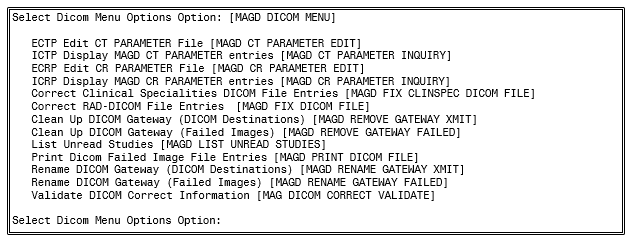 Select Dicom Menu Options Option: [MAGD DICOM MENU]
ECTP Edit CT PARAMETER File [MAGD CT PARAMETER EDIT]
ICTP Display MAGD CT PARAMETER entries [MAGD CT PARAMETER INQUIRY]
ECRP Edit CR PARAMETER File [MAGD CR PARAMETER EDIT]
ICRP Display MAGD CR PARAMETER entries [MAGD CR PARAMETER INQUIRY]
Correct Clinical Specialities DICOM File Entries [MAGD FIX CLINSPEC DICOM FILE]
Correct RAD-DICOM File Entries  [MAGD FIX DICOM FILE]
Clean Up DICOM Gateway (DICOM Destinations) [MAGD REMOVE GATEWAY XMIT]
Clean Up DICOM Gateway (Failed Images) [MAGD REMOVE GATEWAY FAILED]
List Unread Studies [MAGD LIST UNREAD STUDIES]
Print Dicom Failed Image File Entries [MAGD PRINT DICOM FILE]
Rename DICOM Gateway (DICOM Destinations) [MAGD RENAME GATEWAY XMIT]
Rename DICOM Gateway (Failed Images) [MAGD RENAME GATEWAY FAILED]
Validate DICOM Correct Information [MAG DICOM CORRECT VALIDATE]
Select Dicom Menu Options Option: